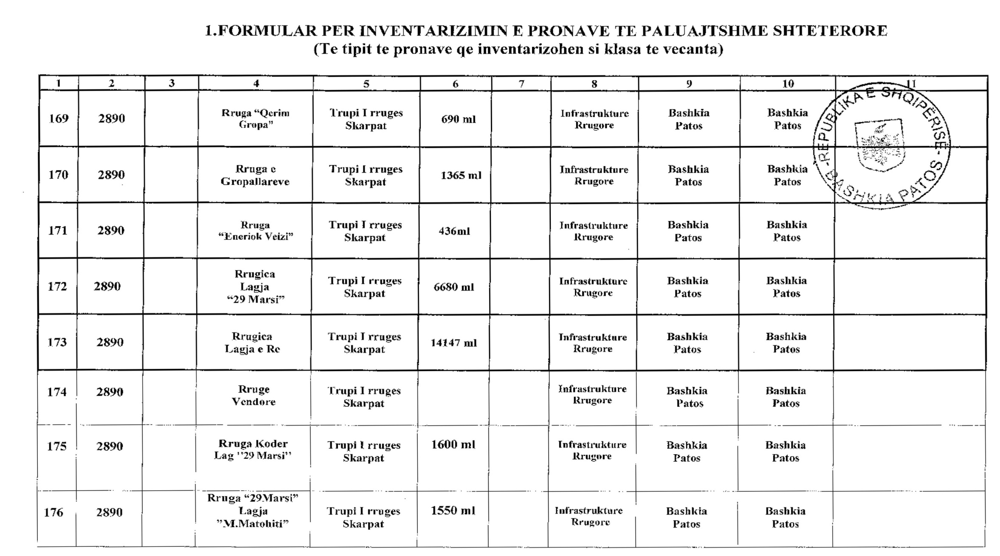 1.FORMULAR PER INVENTARIZIMIN E PRONAVE TE PALUAJTSHME SHTETERORE
(Te tipit te pronave qe inventarizohen si klasa te vecanta)
1 2 3 4 5 6 7 8 9 10 11
169 2890 Rruga “Qerim Trupi I rruges 690 ml Infrastrukture Bashkia Bashkia
Gropa” Skarpat Rrugore Patos Patos
170 2890 Rruga e Trupi I rruges 1365 ml Infrastrukture Bashkia Bashkia
Gropallareve Skarpat Rrugore Patos Patos
171 2890 Rruga Trupi I rruges 436ml Infrastrukture Bashkia Bashkia
“Eneriok Veizi” Skarpat Rrugore Patos Patos
Rrugica
172 2890 Lagja Trupi I rruges 6680 ml Infrastrukture Bashkia Bashkia
“29 Marsi” Skarpat Rrugore Patos Patos
173 2890 Rrugica Trupi I rruges 14147 ml Infrastrukture Bashkia Bashkia
Lagja e Re Skarpat Rrugore Patos Patos
174 2890 Rruge Trupi I rruges Infrastrukture Bashkia Bashkia
Vendore Skarpat Rrugore Patos Patos
175 2890 Rruga Koder Trupi I rruges 1600 ml Infrastrukture Bashkia Bashkia
Lag ''29 Marsi'' Skarpat Rrugore Patos Patos
Rruga “29Marsi”
176 2890 Lagja Trupi I rruges 1550 ml Infrastrukture Bashkia Bashkia
”M.Matohiti” Skarpat Rrugore Patos Patos
-REPUBLIKA E SHQIPËRISË-
BASHKIA PATOS